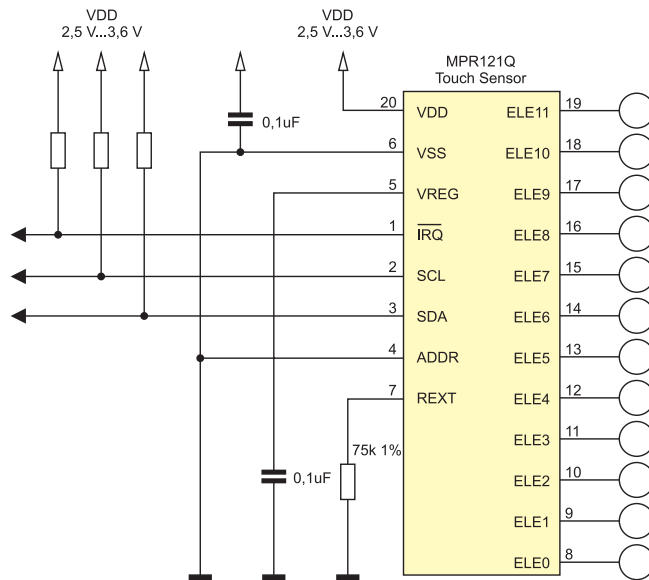 VDD
2,5 V...3,6 V
VDD
2,5 V...3,6 V
MPR121Q
Touch Sensor
0,1uF
20 VDD ELE11 19
6 VSS ELE10 18
5 VREG ELE9 17
1 IRQ ELE8 16
2 SCL ELE7 15
3 SDA ELE6 14
4 ADDR ELE5 13
7 REXT ELE4 12
ELE3 11
75k 1%
0,1uF
ELE2 10
ELE1 9
ELE0 8